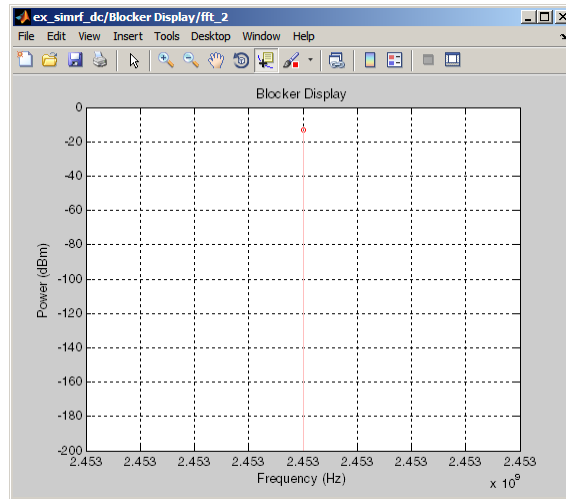 ex_simrf_dc/Blocker Display/fft_2
File Edit View Insert Tools Desktop Window Help
Blocker Display
0
-20
-40
-60
-80
-100
-120
-140
-160
-180
-200
Power (dBm)
2.453 2.453 2.453 2.453 2.453 2.453 2.453 2.453 2.453
Frequency (Hz)
x 10^9